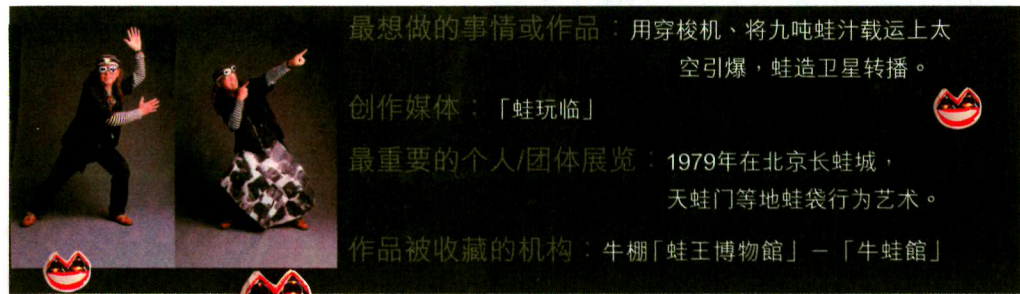 最想做的事情或作品：用穿梭机、将九吨蛙汁载运上太
空引爆，蛙造卫星转播。
创作媒体：「蛙玩临」
最重要的个人/团体展览：1979年在北京长蛙城，
天蛙门等地蛙袋行为艺术。
作品被收藏的机构：牛棚「蛙王博物館」－「牛蛙館」